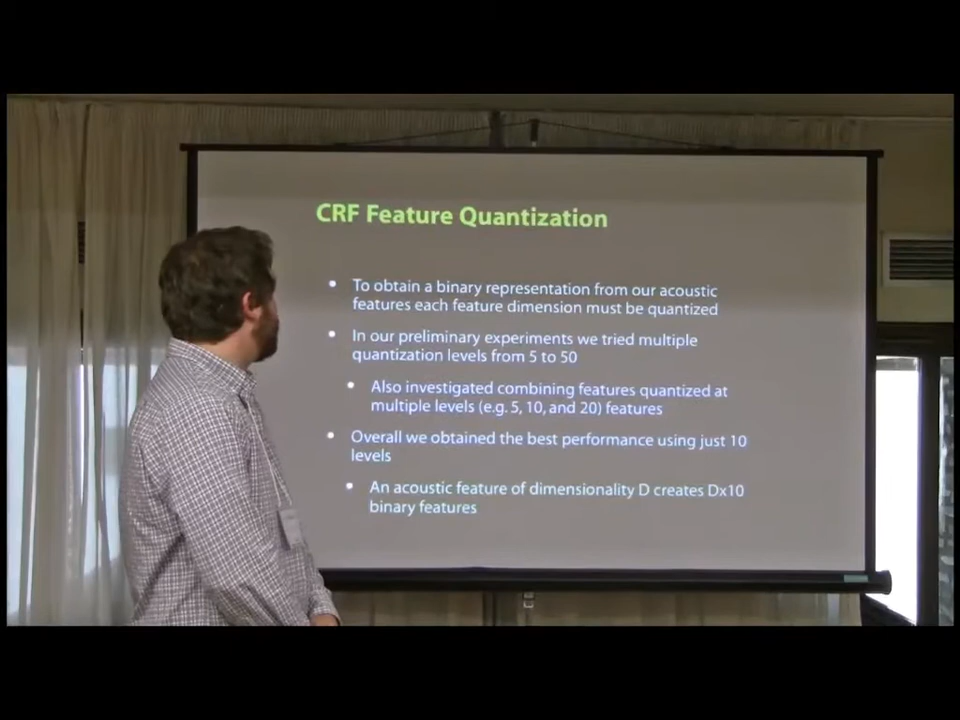 CRF Feature Quantization
• To obtain a binary representation from our acoustic
features each feature dimension must be quantized
• In our preliminary experiments we tried multiple
quantization levels from 5 to 50
• Also investigated combining features quantized at
multiple levels (e.g. 5, 10, and 20) features
• Overall we obtained the best performance using just 10
levels
• An acoustic feature of dimensionality D creates Dx10
binary features